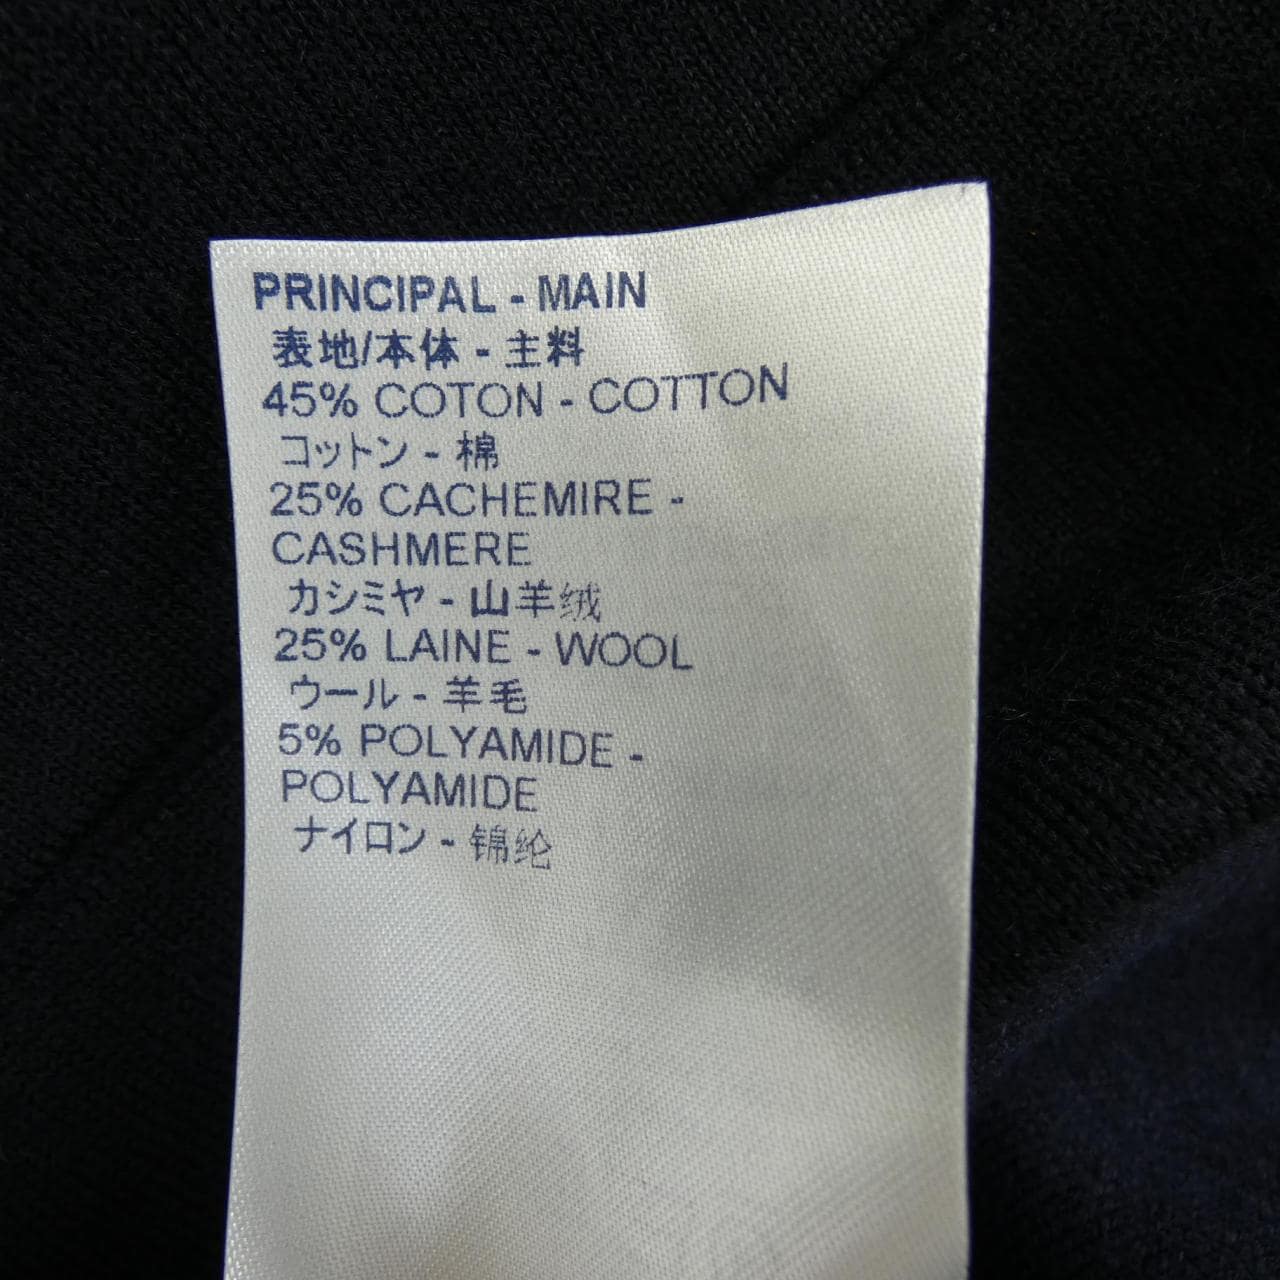 PRINCIPAL - MAIN
表地/本体 - 主料
45% COTON - COTTON
コットン - 棉
25% CACHEMIRE -
CASHMERE
カシミヤ - 山羊绒
25% LAINE - WOOL
ウール - 羊毛
5% POLYAMIDE -
POLYAMIDE
ナイロン - 锦纶